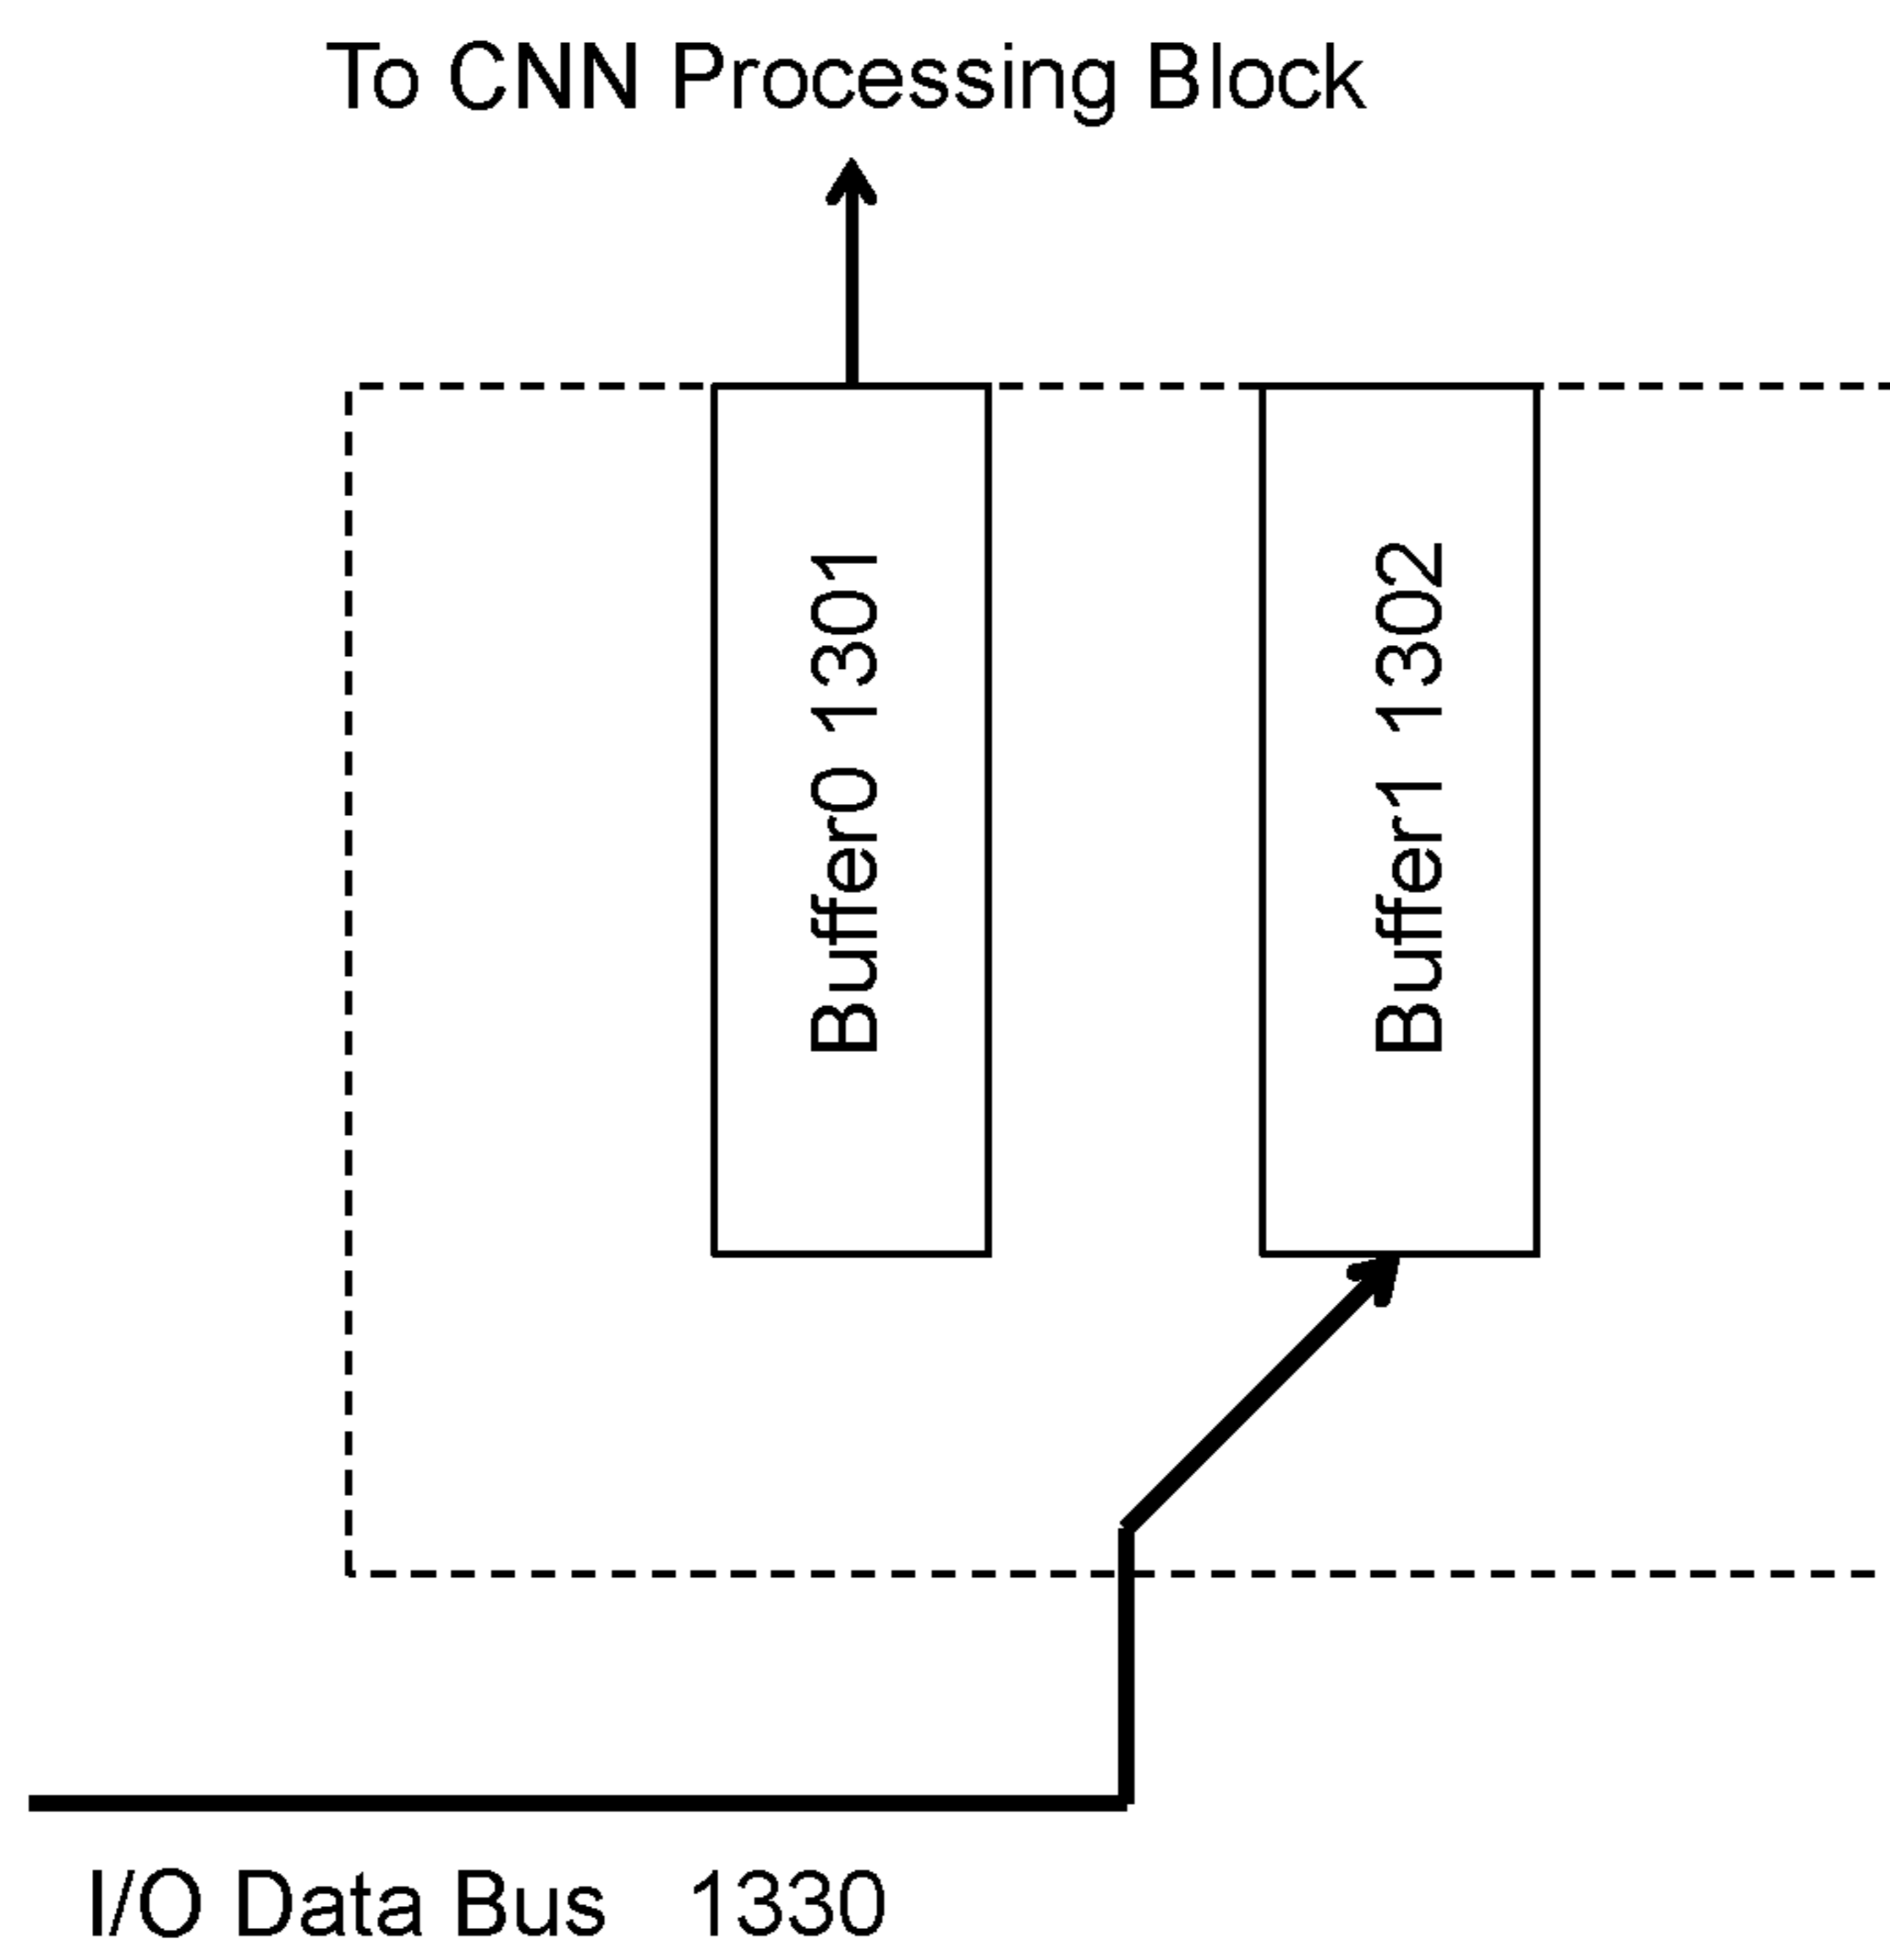 To CNN Processing Block
Buffer0 1301
Buffer1 1302
I/O Data Bus 1330